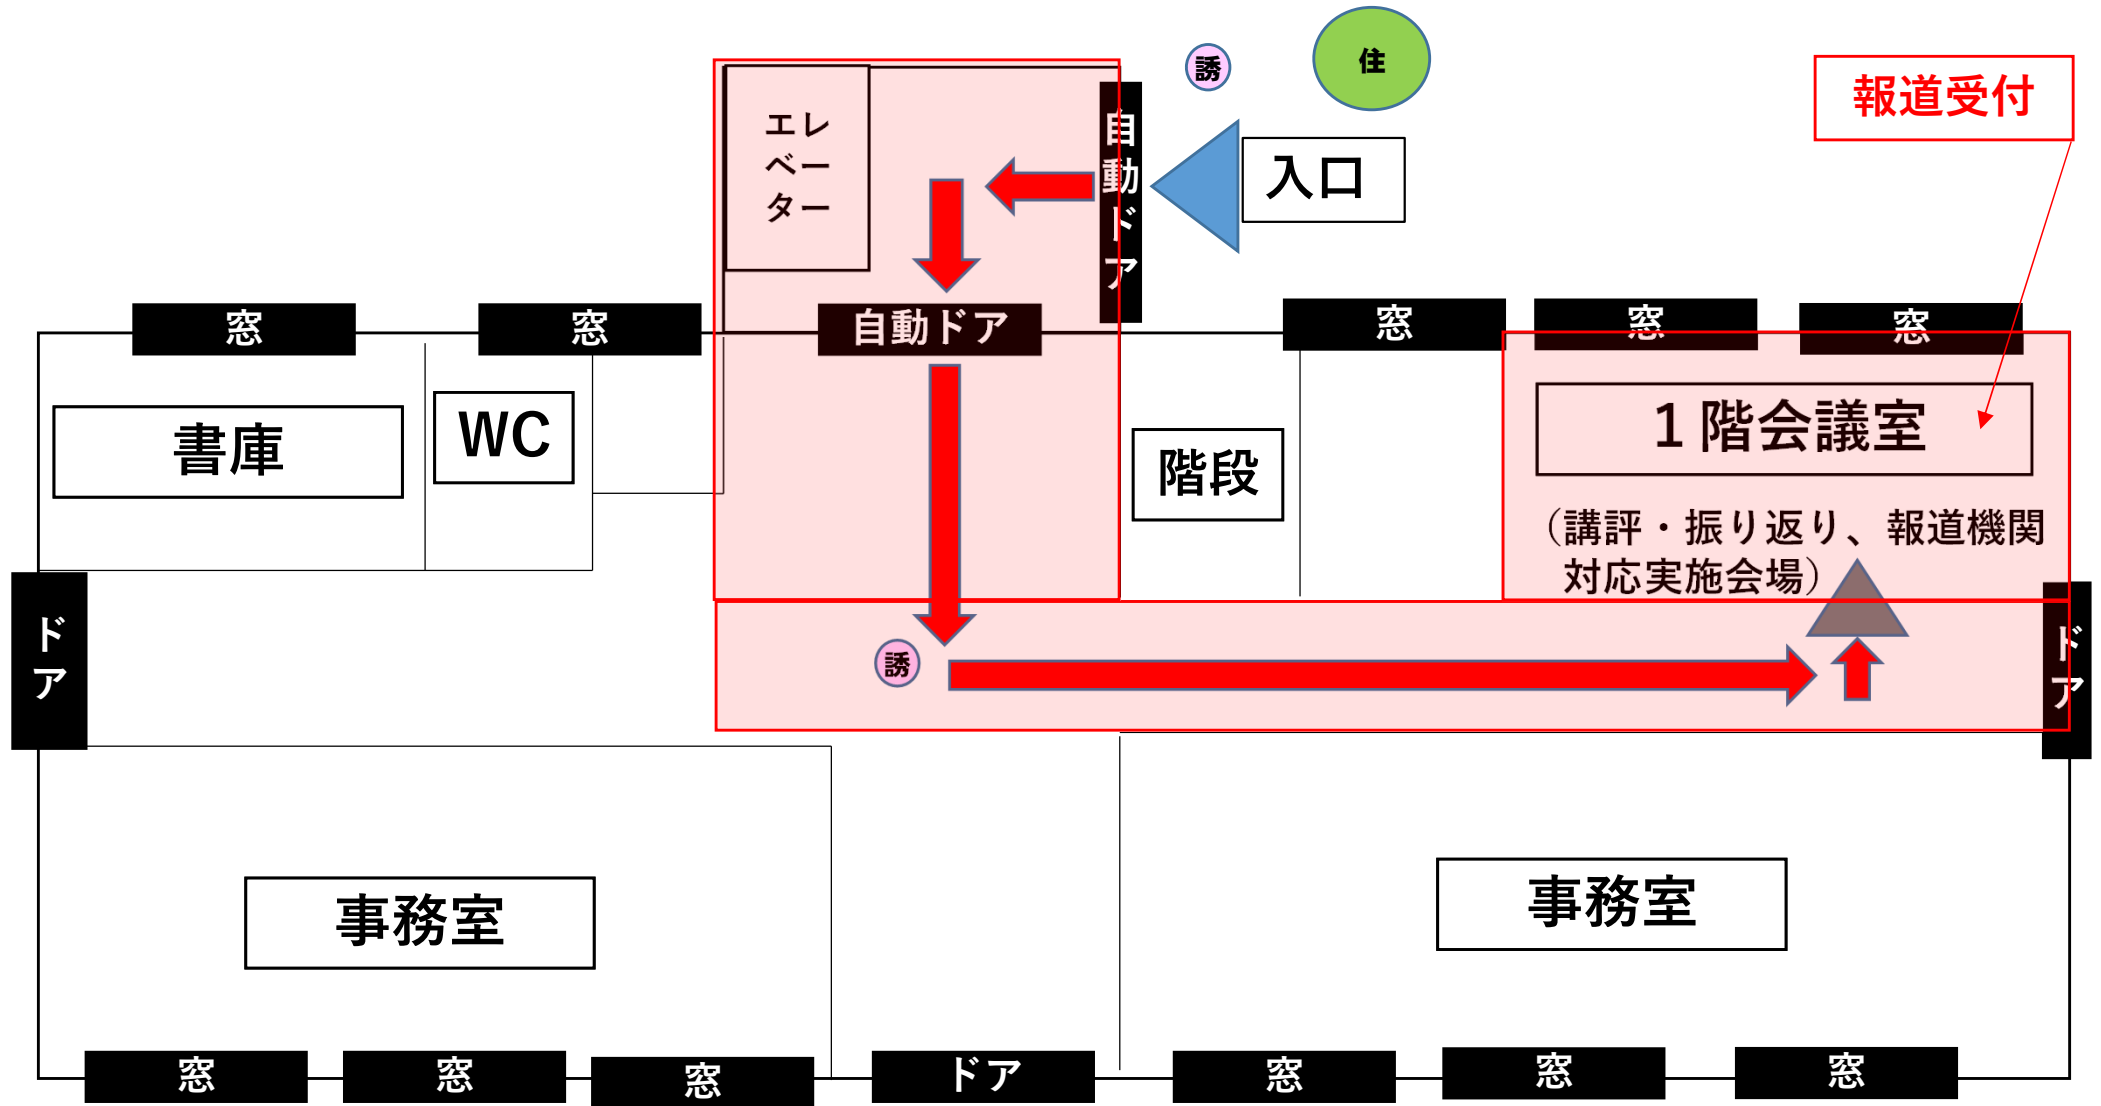 誘
住
報道受付
エレ
ベー
ター
自動ドア
入口
窓
窓
自動ドア
窓
窓
窓
書庫
WC
階段
１階会議室
（講評・振り返り、報道機関
対応実施会場）
ドア
誘
ドア
事務室
事務室
窓
窓
窓
ドア
窓
窓
窓